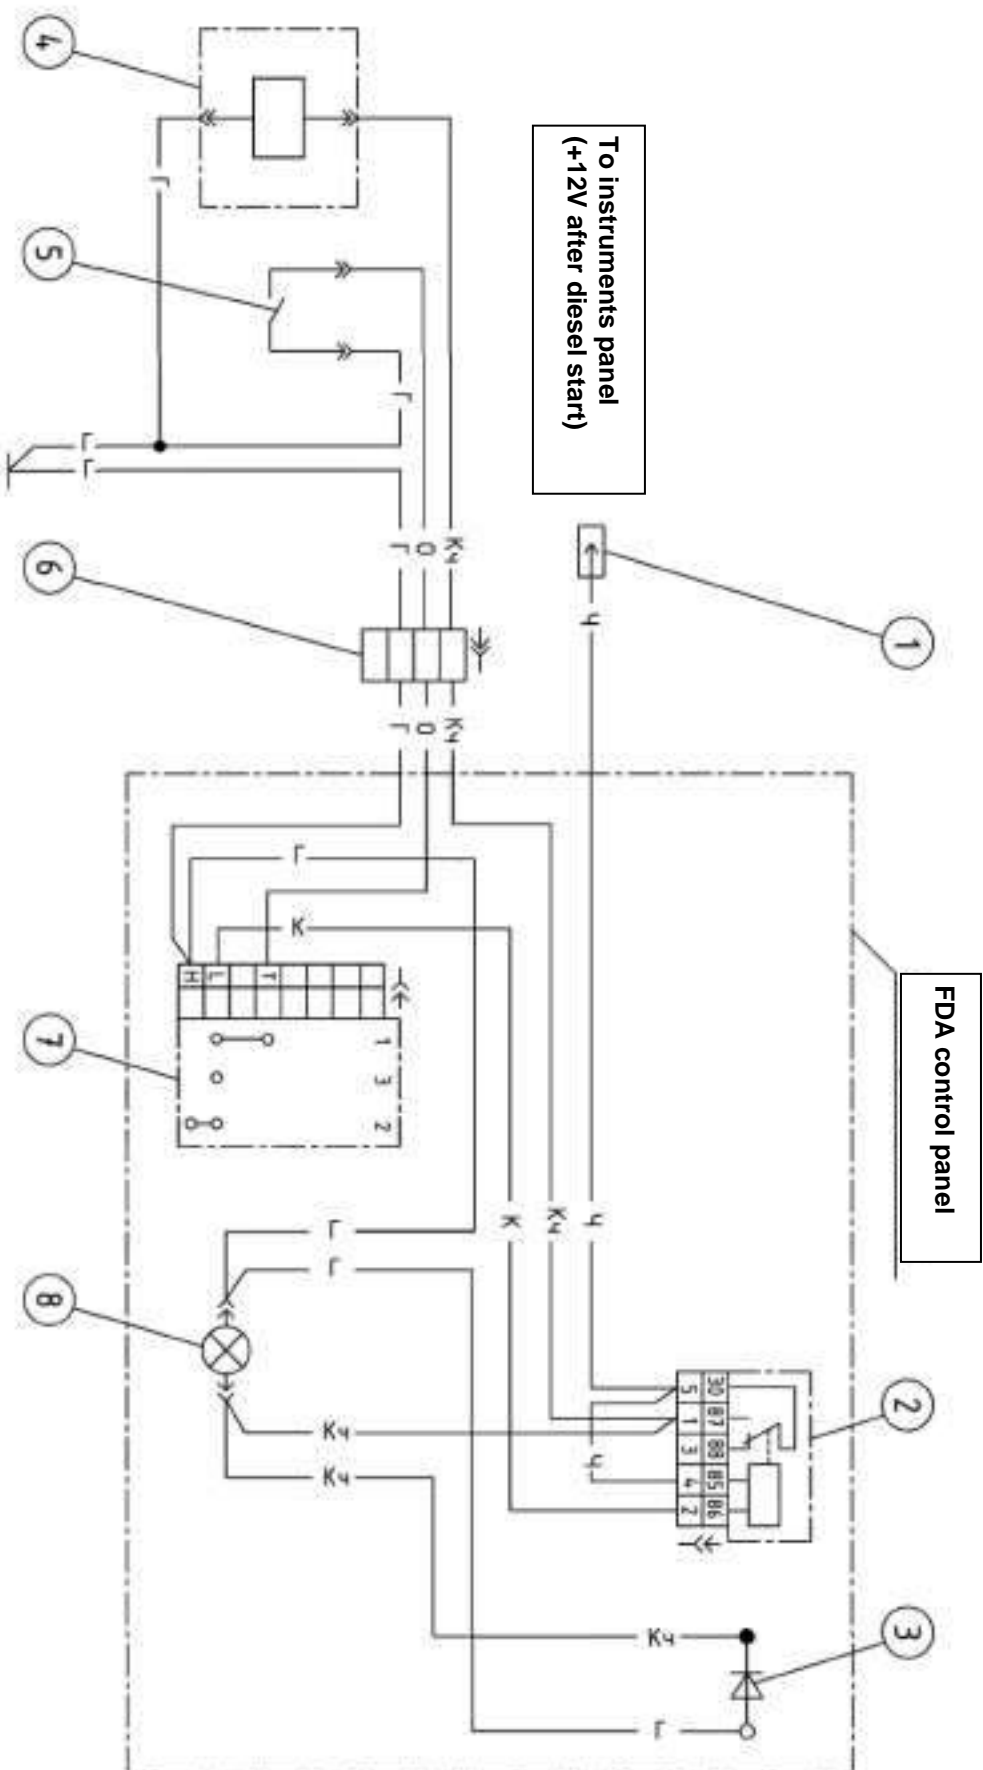 FDA control panel
1
2
3
30 87 88 85 86
5 1 3 4 2
Кч
Г
To instruments panel
(+12V after diesel start)
Ч
Ч
Ч
Кч
К
Кч
Кч
О
О
Г
Г
Г
1 3 2
Г
Г
Кч
Кч
Г
К
T
L
H
Г
Г
Г
4
5
6
7
8